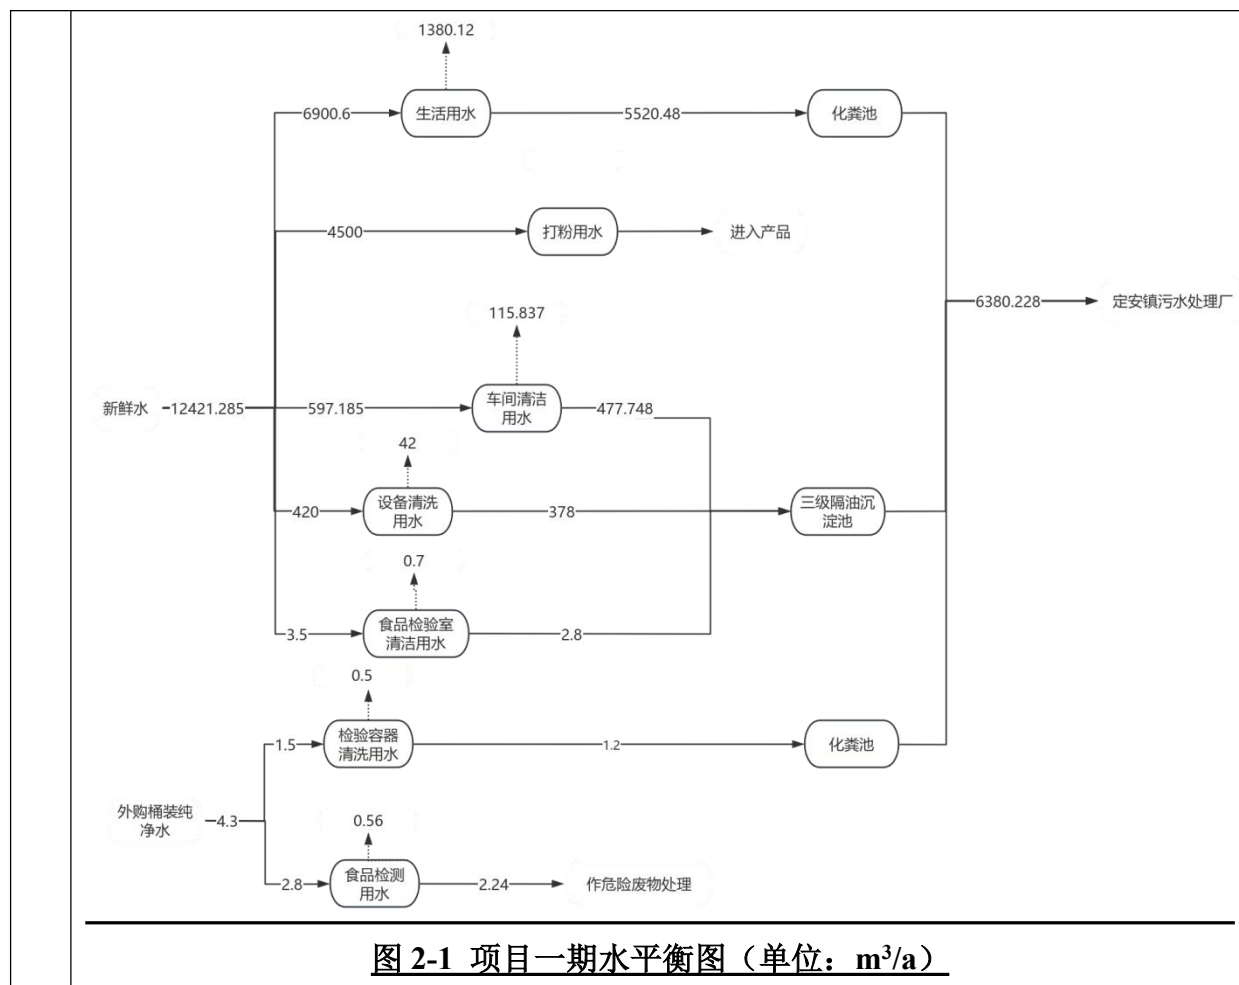 1380.12
6900.6
生活用水
5520.48
化粪池
4500
打粉用水
进入产品
6380.228
定安镇污水处理厂
115.837
新鲜水
12421.285
597.185
车间清洁
用水
477.748
42
420
设备清洗
用水
378
三级隔油沉
淀池
0.7
3.5
食品检验室
清洁用水
2.8
0.5
1.5
检验容器
清洗用水
1.2
化粪池
外购桶装纯
净水
4.3
0.56
2.8
食品检测
用水
2.24
作危险废物处理
图 2-1 项目一期水平衡图（单位：m³/a）